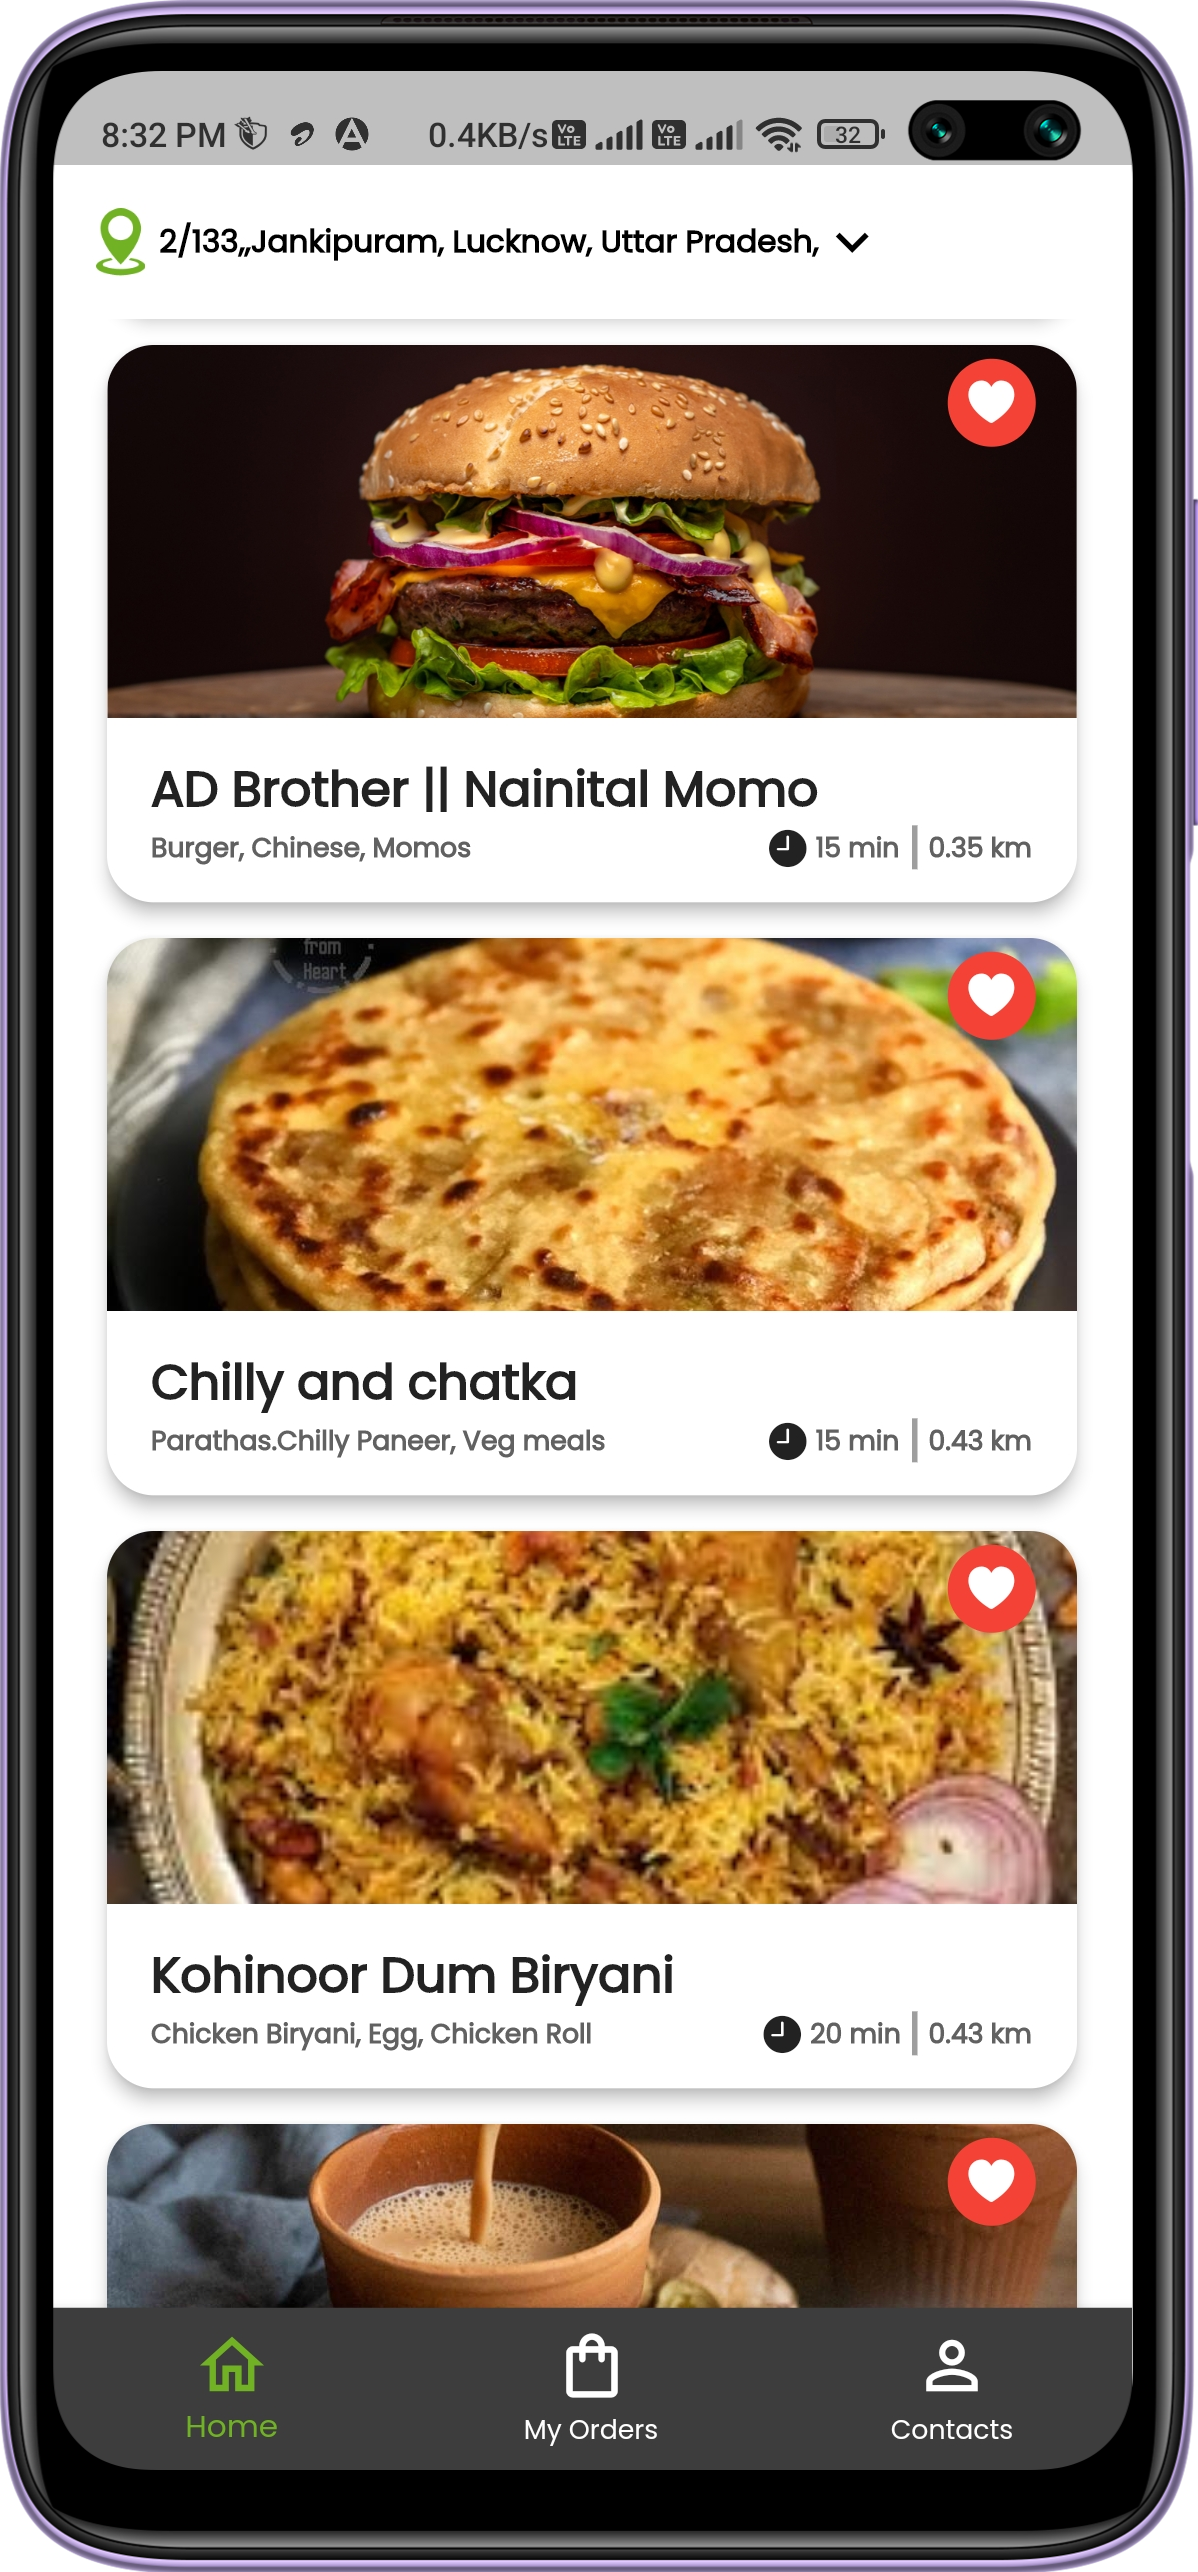 8:32 PM 0.4KB/s Vo LTE Vo LTE 32
2/133,,Jankipuram, Lucknow, Uttar Pradesh,
AD Brother || Nainital Momo
Burger, Chinese, Momos 15 min | 0.35 km
from
Heart
Chilly and chatka
Parathas.Chilly Paneer, Veg meals 15 min | 0.43 km
Kohinoor Dum Biryani
Chicken Biryani, Egg, Chicken Roll 20 min | 0.43 km
Home My Orders Contacts